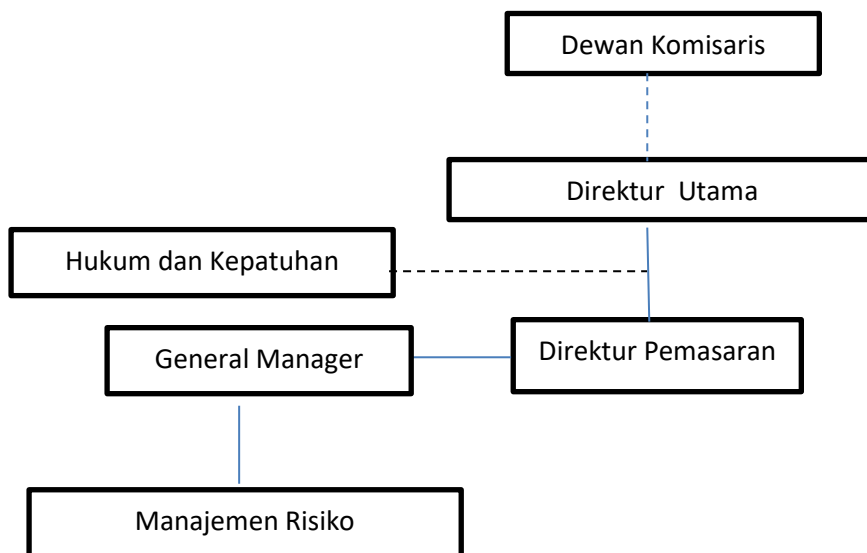 Dewan Komisaris
Direktur  Utama
Hukum dan Kepatuhan
General Manager
Direktur Pemasaran
Manajemen Risiko